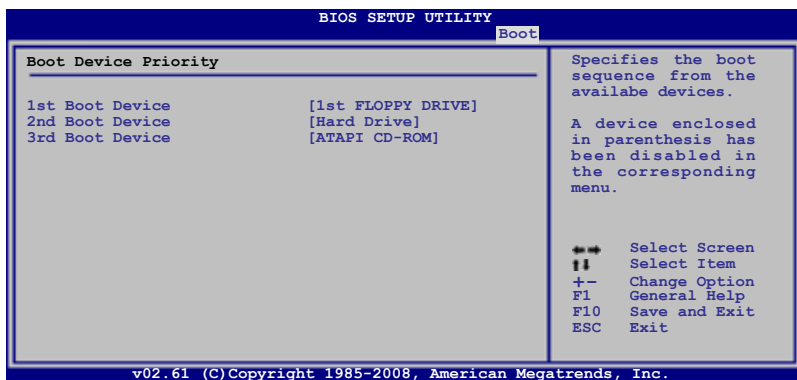 BIOS SETUP UTILITY
Boot
Boot Device Priority
1st Boot Device [1st FLOPPY DRIVE]
2nd Boot Device [Hard Drive]
3rd Boot Device [ATAPI CD-ROM]
Specifies the boot
sequence from the
availabe devices.
A device enclosed
in parenthesis has
been disabled in
the corresponding
menu.
←→ Select Screen
↑↓ Select Item
+- Change Option
F1 General Help
F10 Save and Exit
ESC Exit
v02.61 (C)Copyright 1985-2008, American Megatrends, Inc.